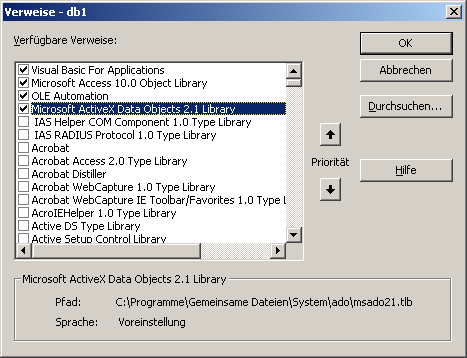 Verweise - db1
Verfügbare Verweise:
OK
Visual Basic For Applications
Microsoft Access 10.0 Object Library
OLE Automation
Microsoft ActiveX Data Objects 2.1 Library
IAS Helper COM Component 1.0 Type Library
IAS RADIUS Protocol 1.0 Type Library
Acrobat
Acrobat Access 2.0 Type Library
Acrobat Distiller
Acrobat WebCapture 1.0 Type Library
Acrobat WebCapture IE Toolbar/Favorites 1.0 Type L
AcroIEHelper 1.0 Type Library
Active DS Type Library
Active Setup Control Library
Abbrechen
Durchsuchen...
Priorität
Hilfe
Microsoft ActiveX Data Objects 2.1 Library
Pfad: C:\Programme\Gemeinsame Dateien\System\ado\msado21.tlb
Sprache: Voreinstellung